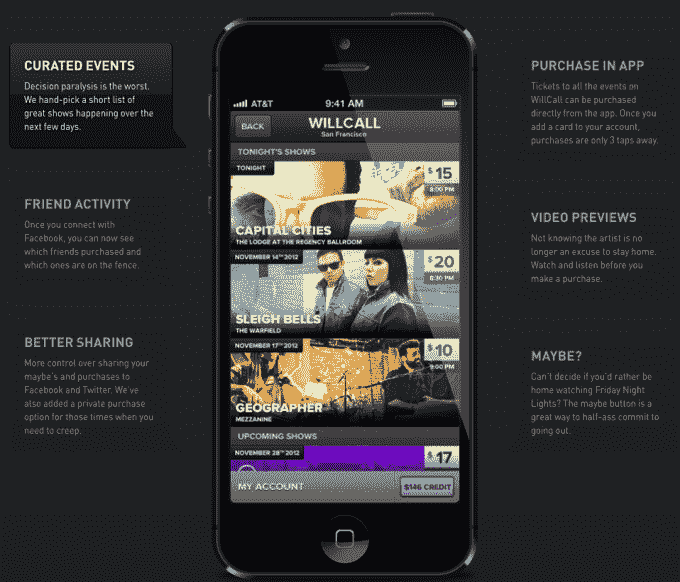 CURATED EVENTS
Decision paralysis is the worst.
We hand-pick a short list of
great shows happening over the
next few days.
FRIEND ACTIVITY
Once you connect with
Facebook, you can now see
which friends purchased and
which ones are on the fence.
BETTER SHARING
More control over sharing your
maybe's and purchases to
Facebook and Twitter. We've
also added a private purchase
option for those times when you
need to creep.
AT&T 9:41 AM
BACK
WILLCALL
San Francisco
TONIGHT'S SHOWS
TONIGHT
$15
8:00 PM
CAPITAL CITIES
THE LODGE AT THE REGENCY BALLROOM
NOVEMBER 14TH 2012
$20
8:30 PM
SLEIGH BELLS
THE WARFIELD
NOVEMBER 17TH 2012
$10
9:00 PM
GEOGRAPHER
MEZZANINE
UPCOMING SHOWS
NOVEMBER 28TH 2012
$17
MY ACCOUNT
$146 CREDIT
PURCHASE IN APP
Tickets to all the events on
WillCall can be purchased
directly from the app. Once you
add a card to your account,
purchases are only 3 taps away.
VIDEO PREVIEWS
Not knowing the artist is no
longer an excuse to stay home.
Watch and listen before you
make a purchase.
MAYBE?
Can't decide if you'd rather be
home watching Friday Night
Lights? The maybe button is a
great way to half-ass commit to
going out.